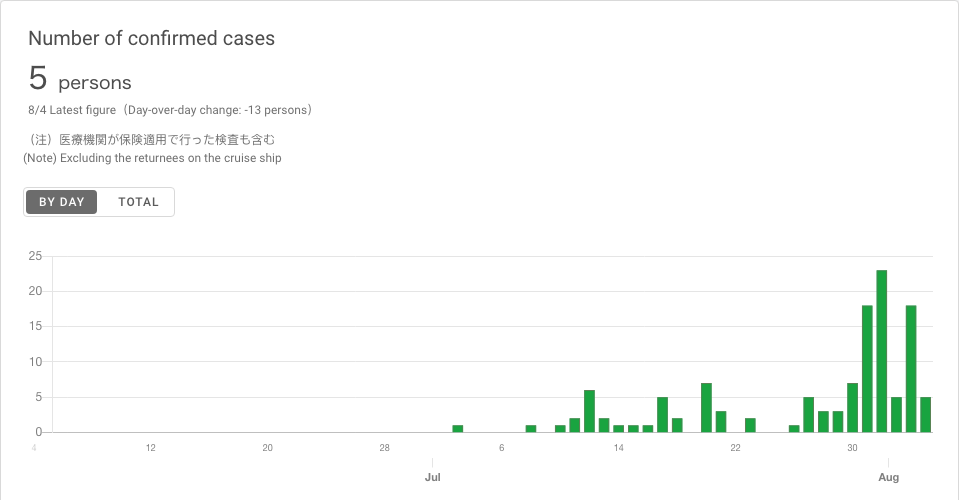 Number of confirmed cases
5 persons
8/4 Latest figure（Day-over-day change: -13 persons）
（注）医療機関が保険適用で行った検査も含む
(Note) Excluding the returnees on the cruise ship
BY DAY TOTAL
25
20
15
10
5
0
4 12 20 28 6 14 22 30
Jul Aug